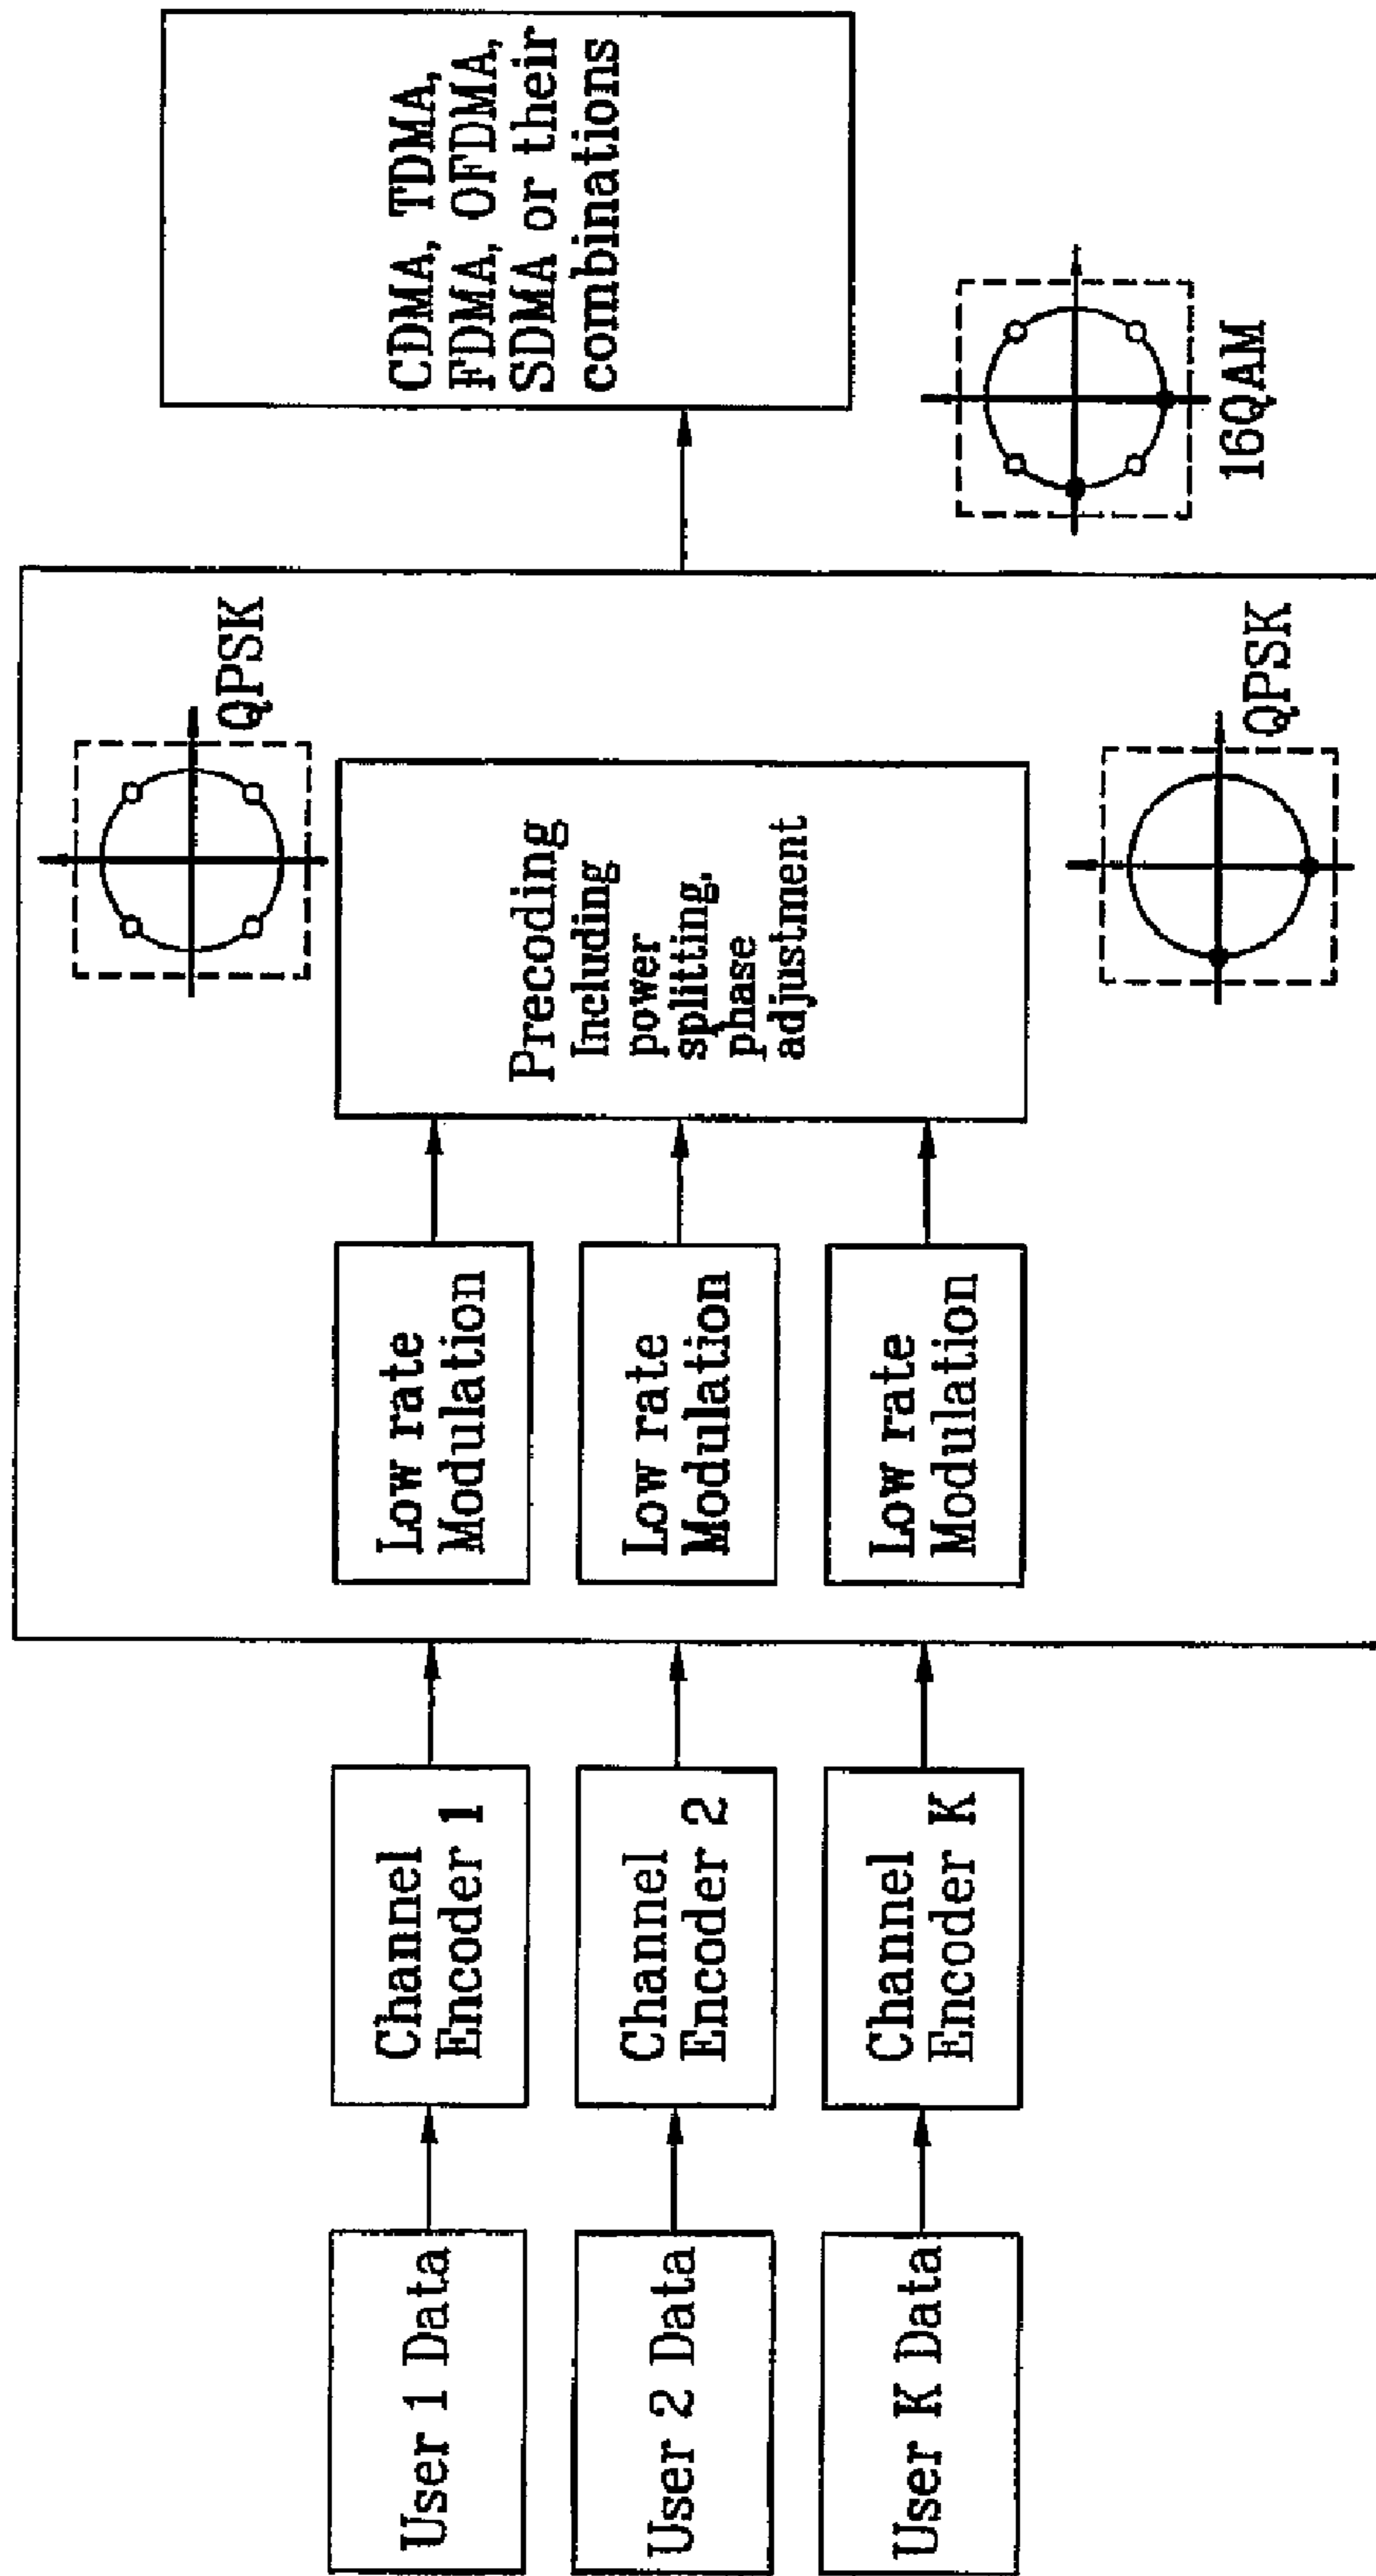 User 1 Data
User 2 Data
User K Data
Channel
Encoder 1
Channel
Encoder 2
Channel
Encoder K
Low rate
Modulation
Low rate
Modulation
Low rate
Modulation
Precoding
Including
power
splitting,
phase
adjustment
QPSK
QPSK
CDMA, TDMA,
FDMA, OFDMA,
SDMA or their
combinations
16QAM